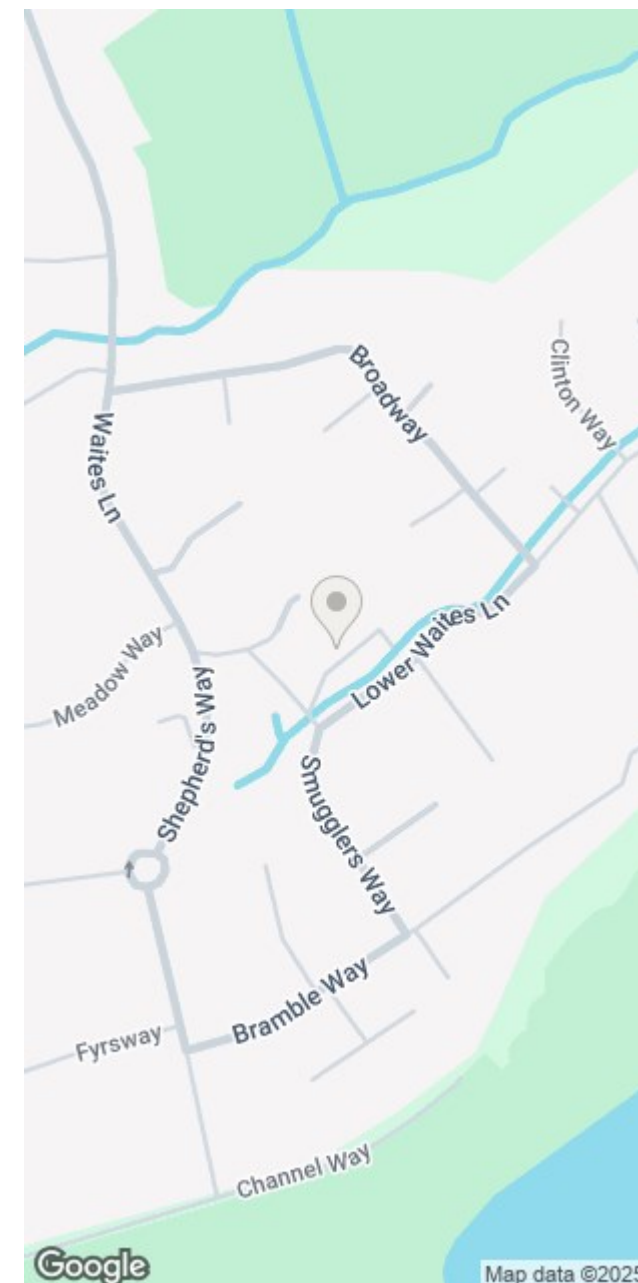 Broadway
Clinton Way
Waites Ln
Meadow Way
Shepherd's Way
Lower Waites Ln
Smugglers Way
Bramble Way
Fyrsway
Channel Way
Google
Map data ©2025